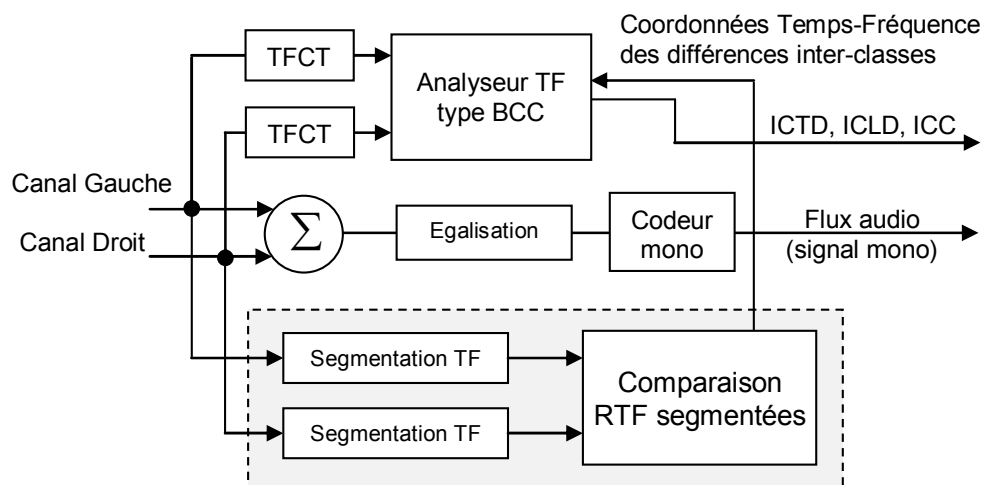 Coordonnées Temps-Fréquence
des différences inter-classes
TFCT
Analyseur TF
type BCC
TFCT
ICTD, ICLD, ICC
Canal Gauche
Canal Droit
Σ
Egalisation
Codeur
mono
Flux audio
(signal mono)
Segmentation TF
Comparaison
RTF segmentées
Segmentation TF